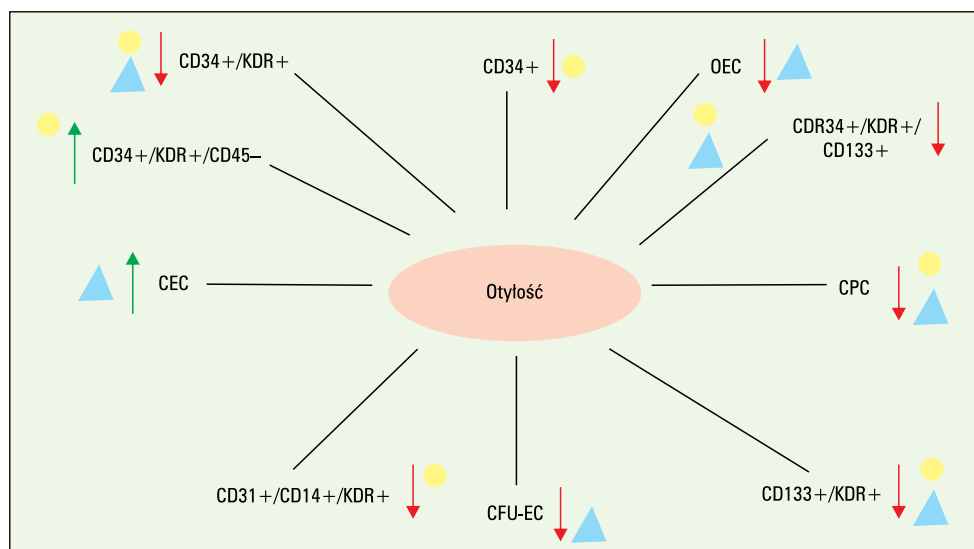 CD34+/KDR+
CD34+
OEC
CDR34+/KDR+/
CD133+
CD34+/KDR+/CD45–
CEC
Otyłość
CPC
CD31+/CD14+/KDR+
CFU-EC
CD133+/KDR+